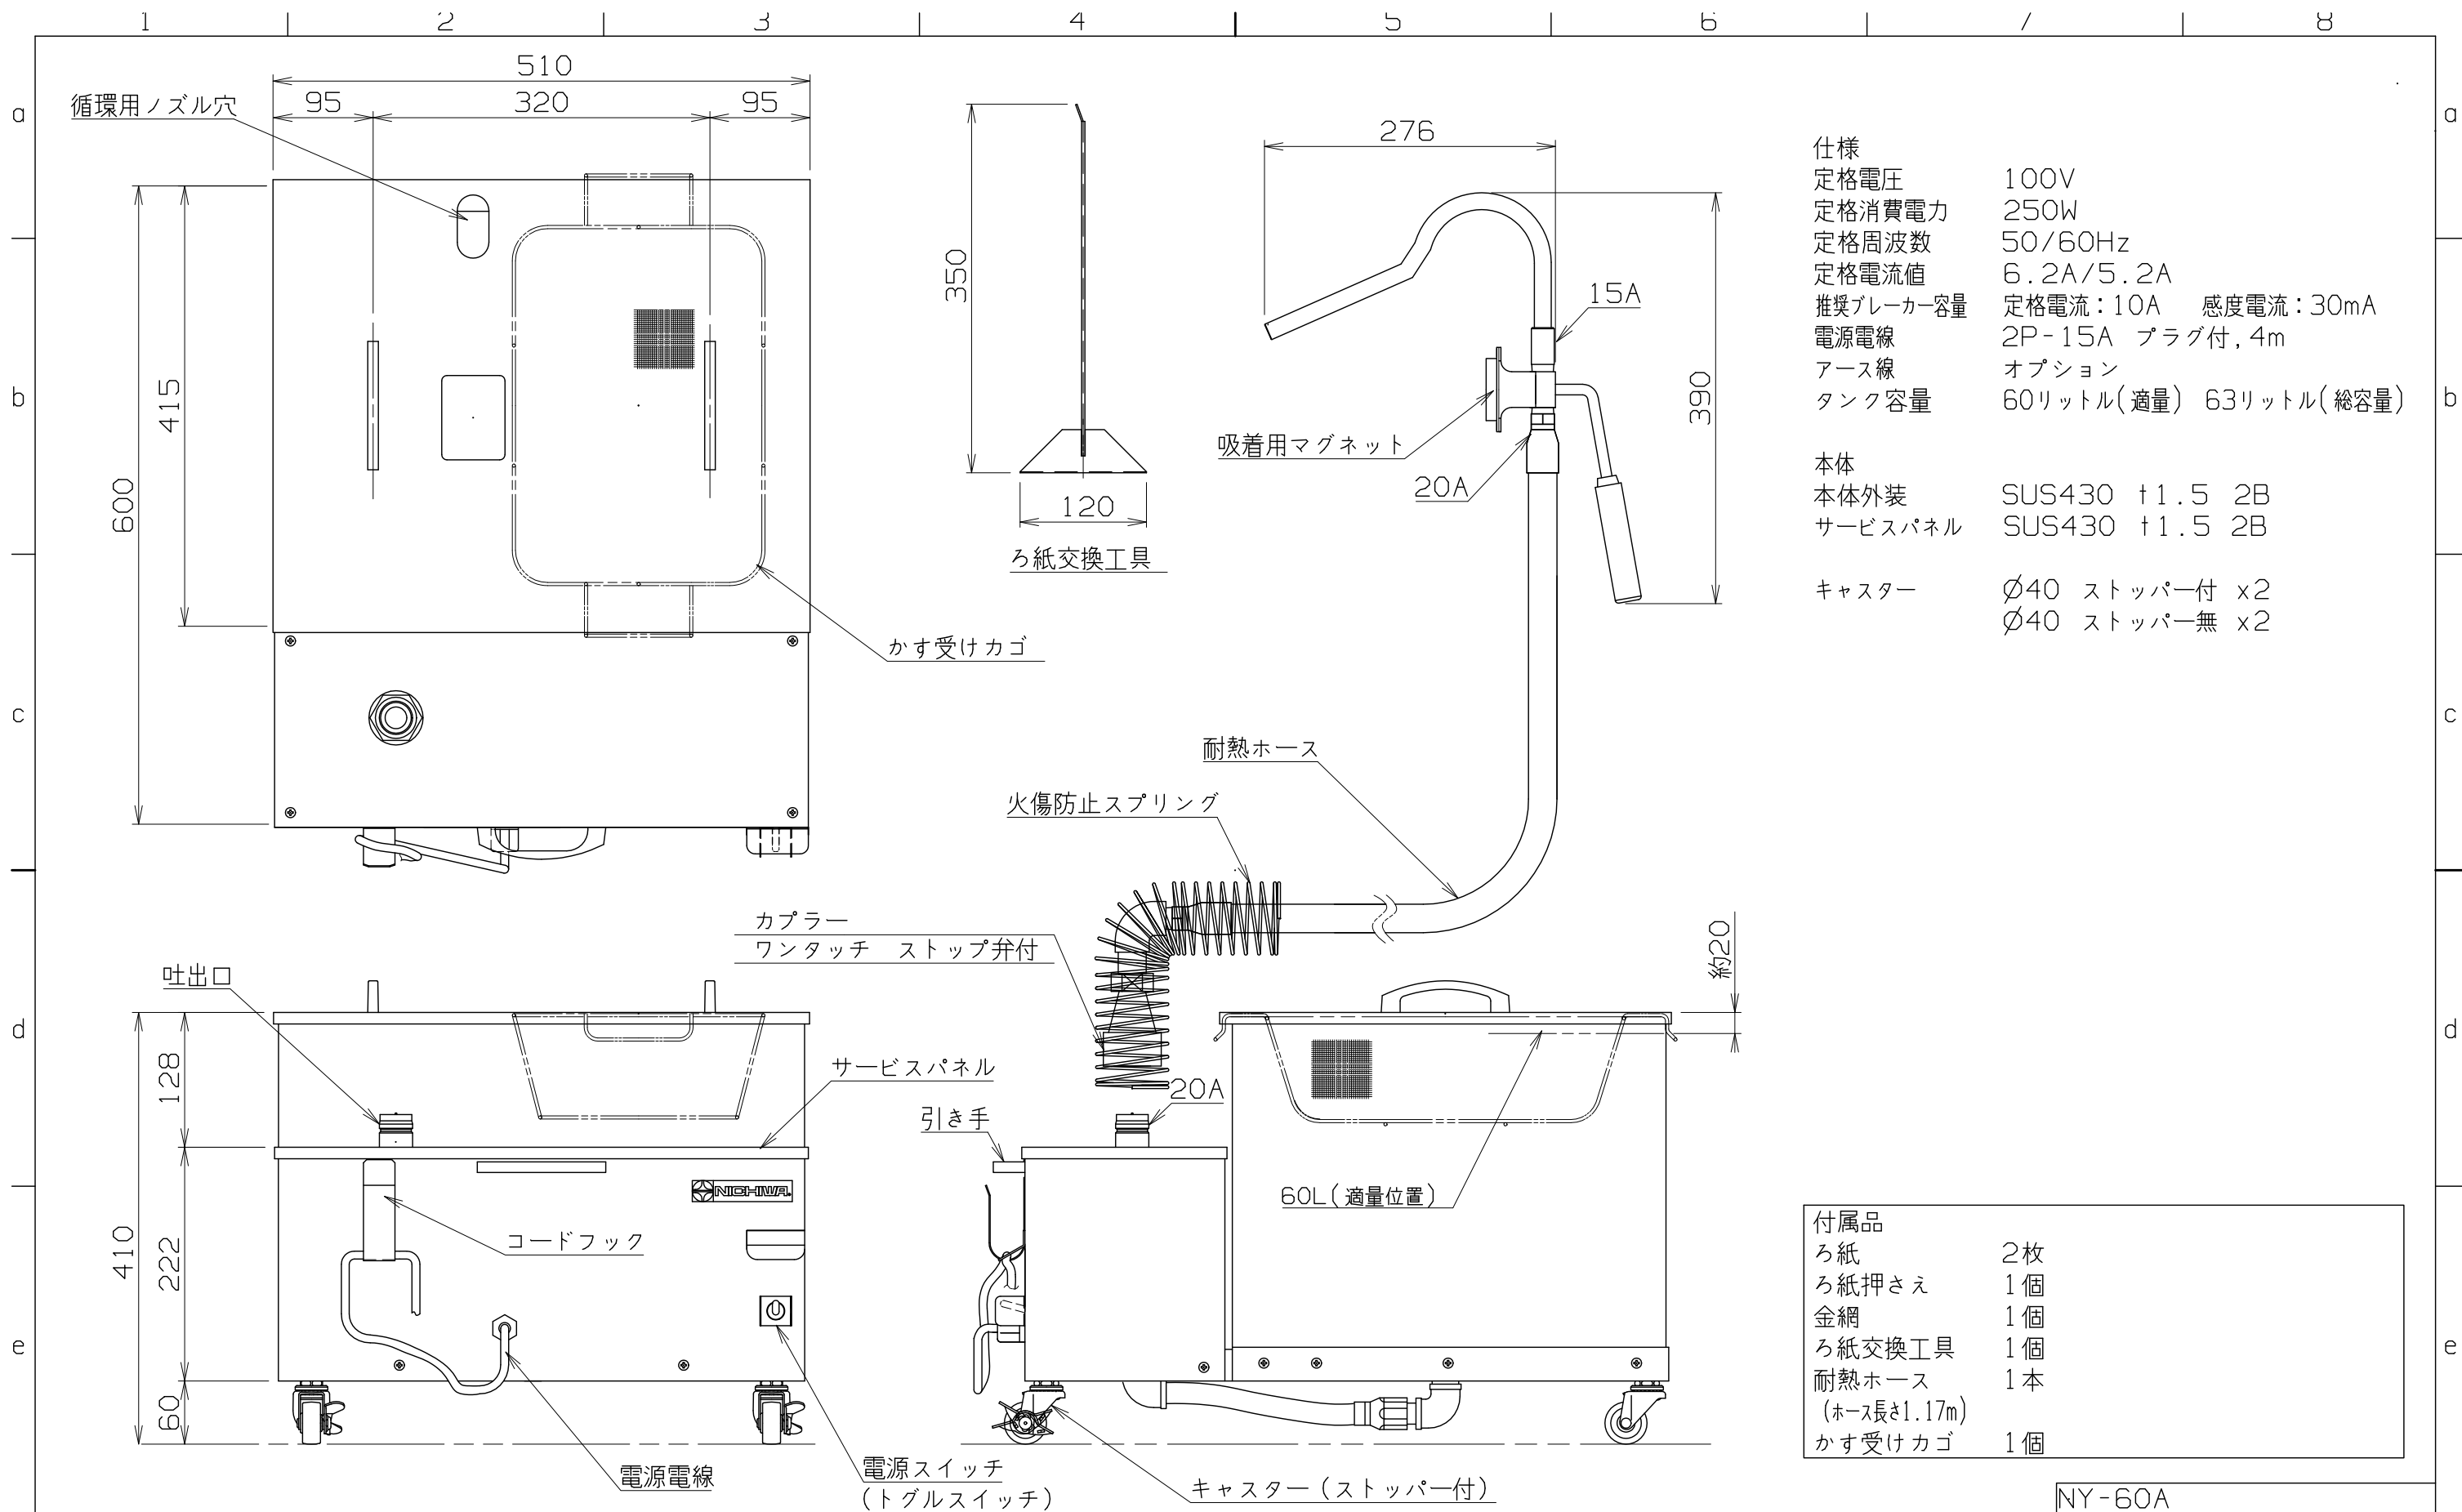 1 2 3 4 5 6 7 8
a a
b b
c c
d d
e e
510
95 320 95
循環用ノズル穴
415
600
かす受けカゴ
350
120
ろ紙交換工具
276
15A
390
吸着用マグネット
20A
耐熱ホース
火傷防止スプリング
カプラー
ワンタッチ ストップ弁付
仕様
定格電圧 100V
定格消費電力 250W
定格周波数 50/60Hz
定格電流値 6.2A/5.2A
推奨ブレーカー容量 定格電流:10A 感度電流:30mA
電源電線 2P-15A プラグ付,4m
アース線 オプション
タンク容量 60リットル(適量) 63リットル(総容量)
本体
本体外装 SUS430 t1.5 2B
サービスパネル SUS430 t1.5 2B
キャスター Ø40 ストッパー付 x2
Ø40 ストッパー無 x2
吐出口
128
222
410
60
サービスパネル
NICHIWA
コードフック
電源電線
電源スイッチ
(トグルスイッチ)
引き手
20A
約20
60L(適量位置)
キャスター(ストッパー付)
付属品
ろ紙 2枚
ろ紙押さえ 1個
金網 1個
ろ紙交換工具 1個
耐熱ホース 1本
(ホース長さ1.17m)
かす受けカゴ 1個
NY-60A